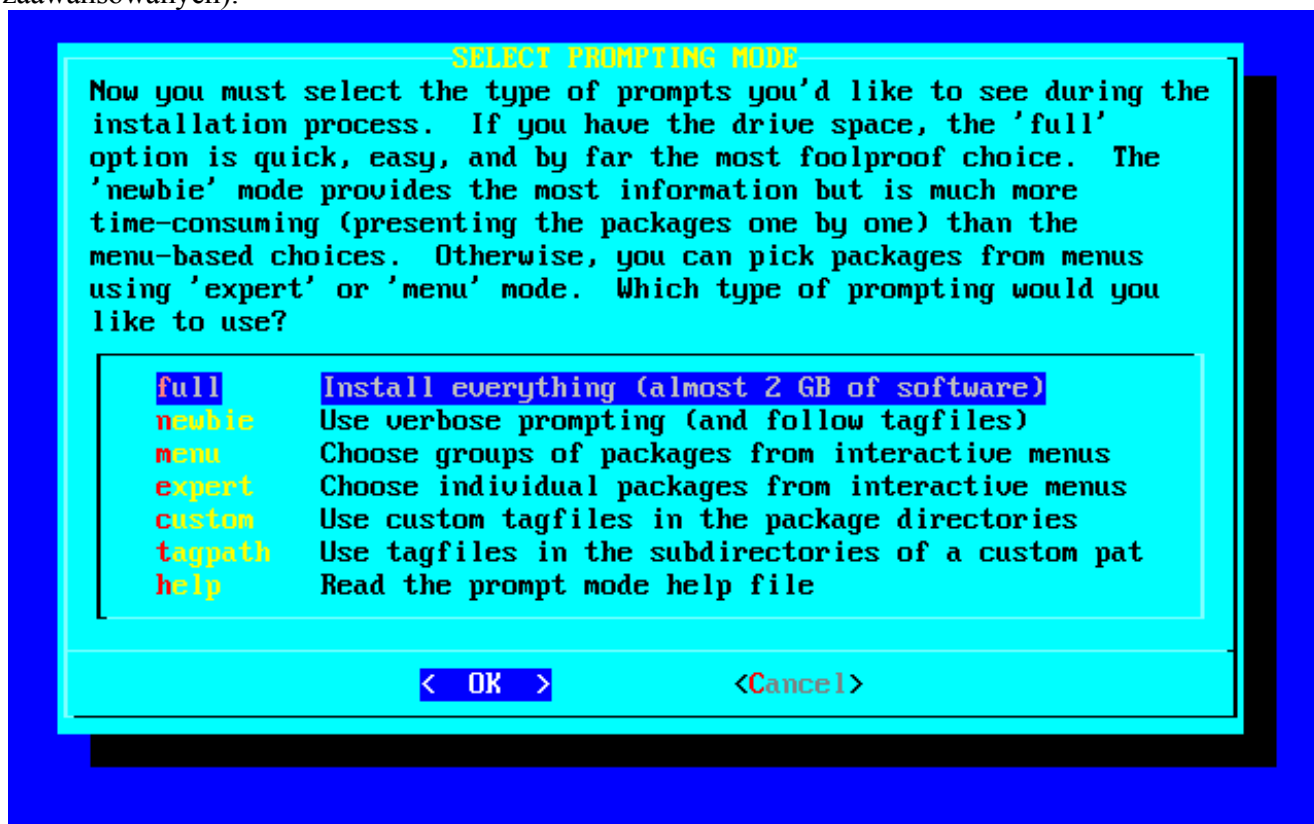 zaawansowanych).
SELECT PROMPTING MODE
Now you must select the type of prompts you'd like to see during the
installation process.  If you have the drive space, the 'full'
option is quick, easy, and by far the most foolproof choice.  The
'newbie' mode provides the most information but is much more
time-consuming (presenting the packages one by one) than the
menu-based choices.  Otherwise, you can pick packages from menus
using 'expert' or 'menu' mode.  Which type of prompting would you
like to use?
full Install everything (almost 2 GB of software)
newbie Use verbose prompting (and follow tagfiles)
menu Choose groups of packages from interactive menus
expert Choose individual packages from interactive menus
custom Use custom tagfiles in the package directories
tagpath Use tagfiles in the subdirectories of a custom pat
help Read the prompt mode help file
< OK > <Cancel>